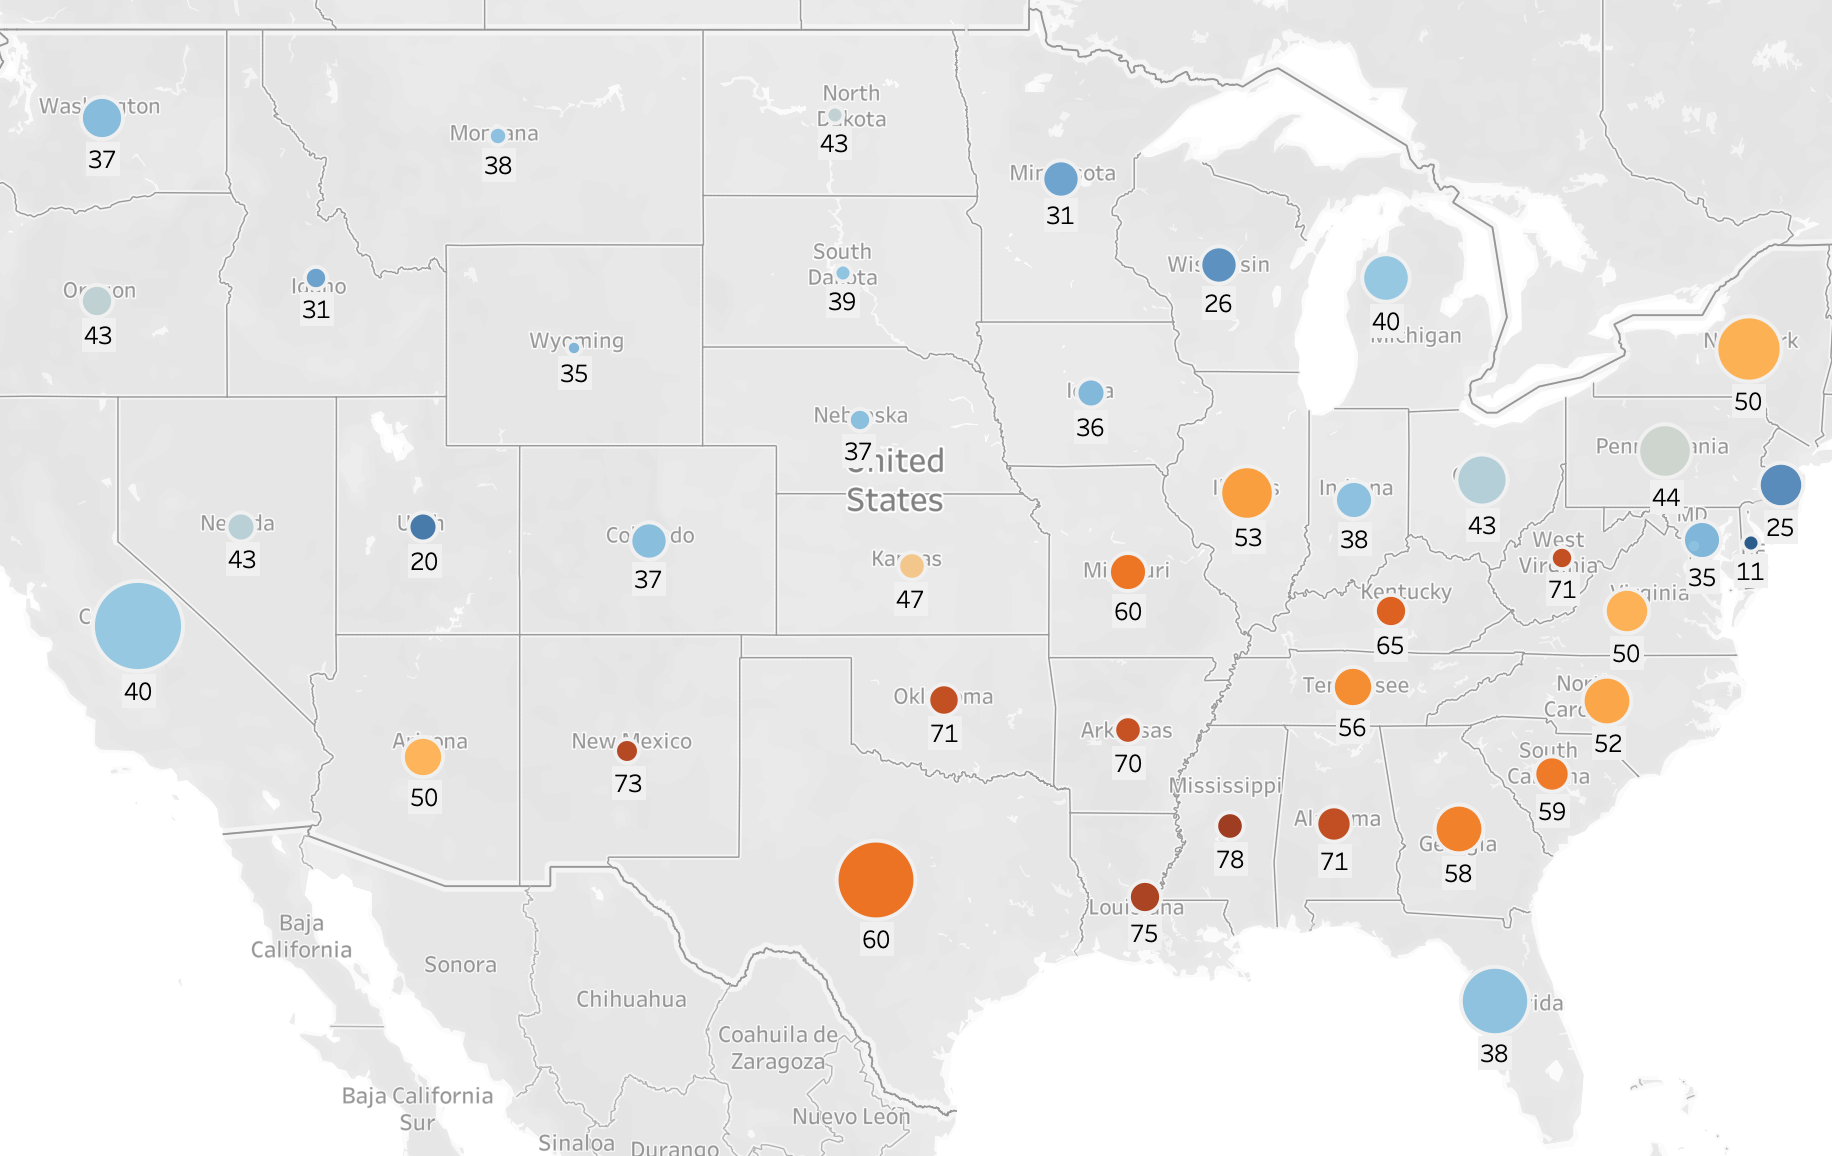 Washington
37
Montana
38
North
Dakota
43
Minnesota
31
Oregon
43
Idaho
31
Wyoming
35
South
Dakota
39
Wisconsin
26
40
Michigan
New York
50
Nebraska
37
United
States
Iowa
36
Illinois
53
Indiana
38
43
Pennsylvania
44
25
MD
35
11
Nevada
43
Utah
20
Colorado
37
Kansas
47
Missouri
60
Kentucky
65
West
Virginia
71
Virginia
50
40
Arizona
50
New Mexico
73
Oklahoma
71
Arkansas
70
Tennessee
56
North
Carolina
52
South
Carolina
59
60
Mississippi
78
Alabama
71
Georgia
58
Louisiana
75
Florida
38
Baja
California
Sonora
Chihuahua
Coahuila de
Zaragoza
Baja California
Sur
Nuevo León
Sinaloa
Durango